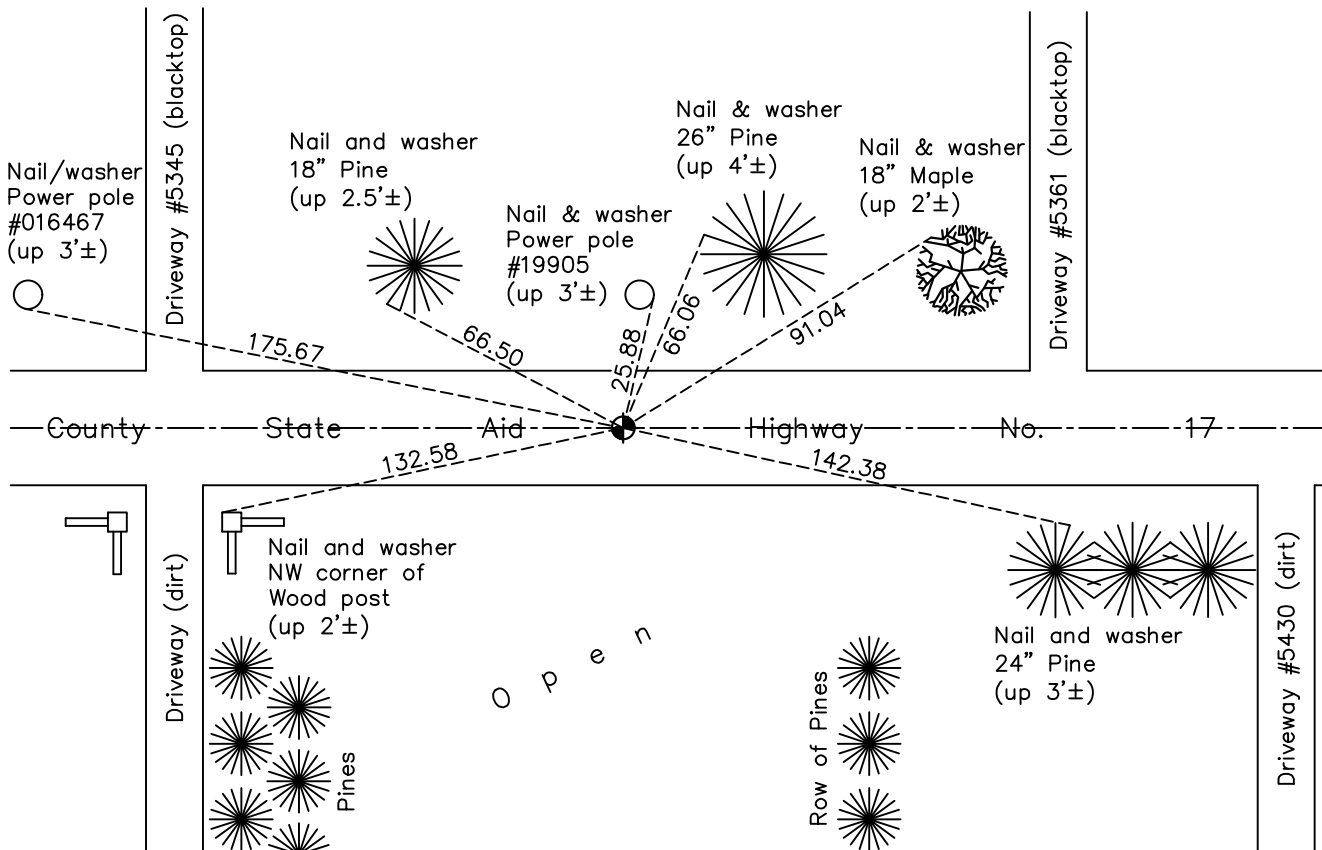 Nail/washer
Power pole
#016467
(up 3'±)
Driveway #5345 (blacktop)
Nail and washer
18" Pine
(up 2.5'±)
Nail & washer
Power pole
#19905
(up 3'±)
Nail & washer
26" Pine
(up 4'±)
Nail & washer
18" Maple
(up 2'±)
Driveway #5361 (blacktop)
175.67
66.50
25.88
66.06
91.04
County State Aid Highway No. 17
132.58
142.38
Driveway (dirt)
Nail and washer
NW corner of
Wood post
(up 2'±)
Open
Pines
Row of Pines
Nail and washer
24" Pine
(up 3'±)
Driveway #5430 (dirt)